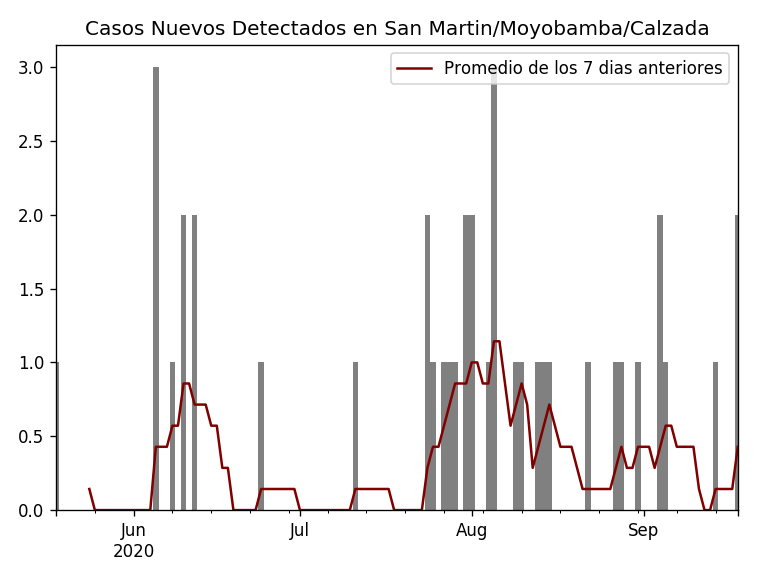 Casos Nuevos Detectados en San Martin/Moyobamba/Calzada
Promedio de los 7 dias anteriores
3.0
2.5
2.0
1.5
1.0
0.5
0.0
Jun
2020
Jul
Aug
Sep